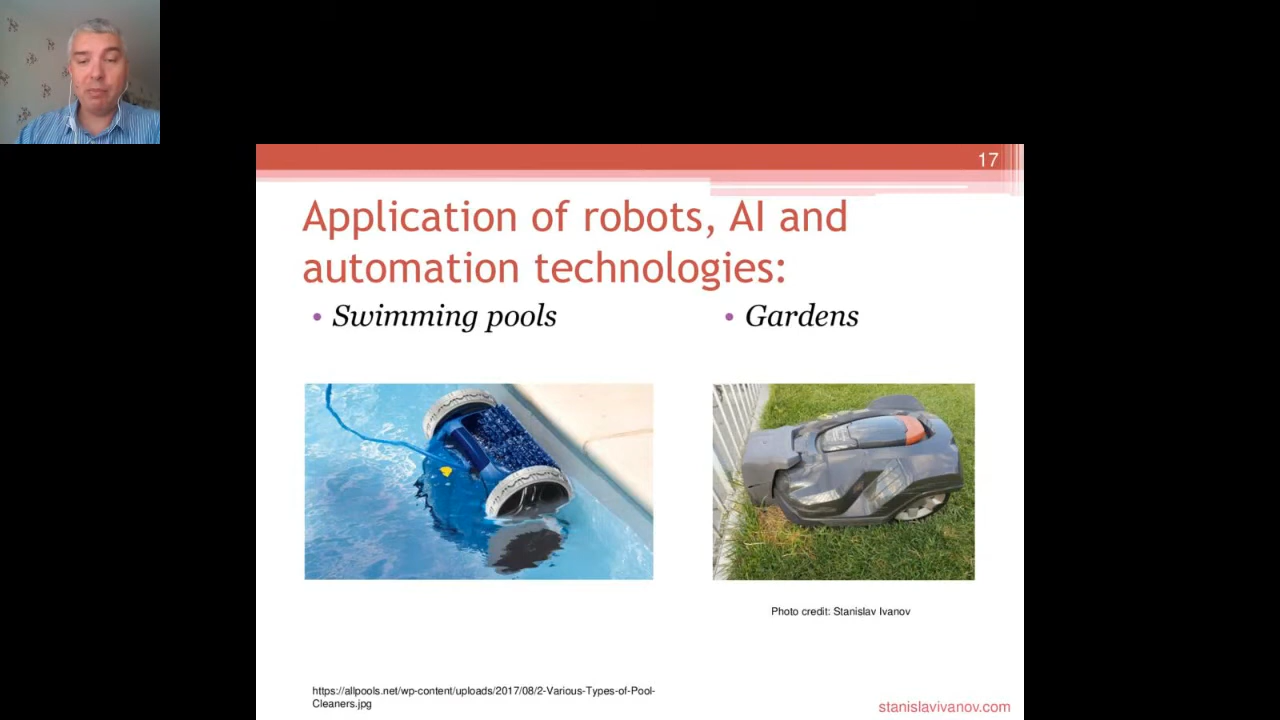 17
Application of robots, AI and
automation technologies:
• Swimming pools
• Gardens
Photo credit: Stanislav Ivanov
https://allpools.net/wp-content/uploads/2017/08/2-Various-Types-of-Pool-
Cleaners.jpg
stanislavivanov.com